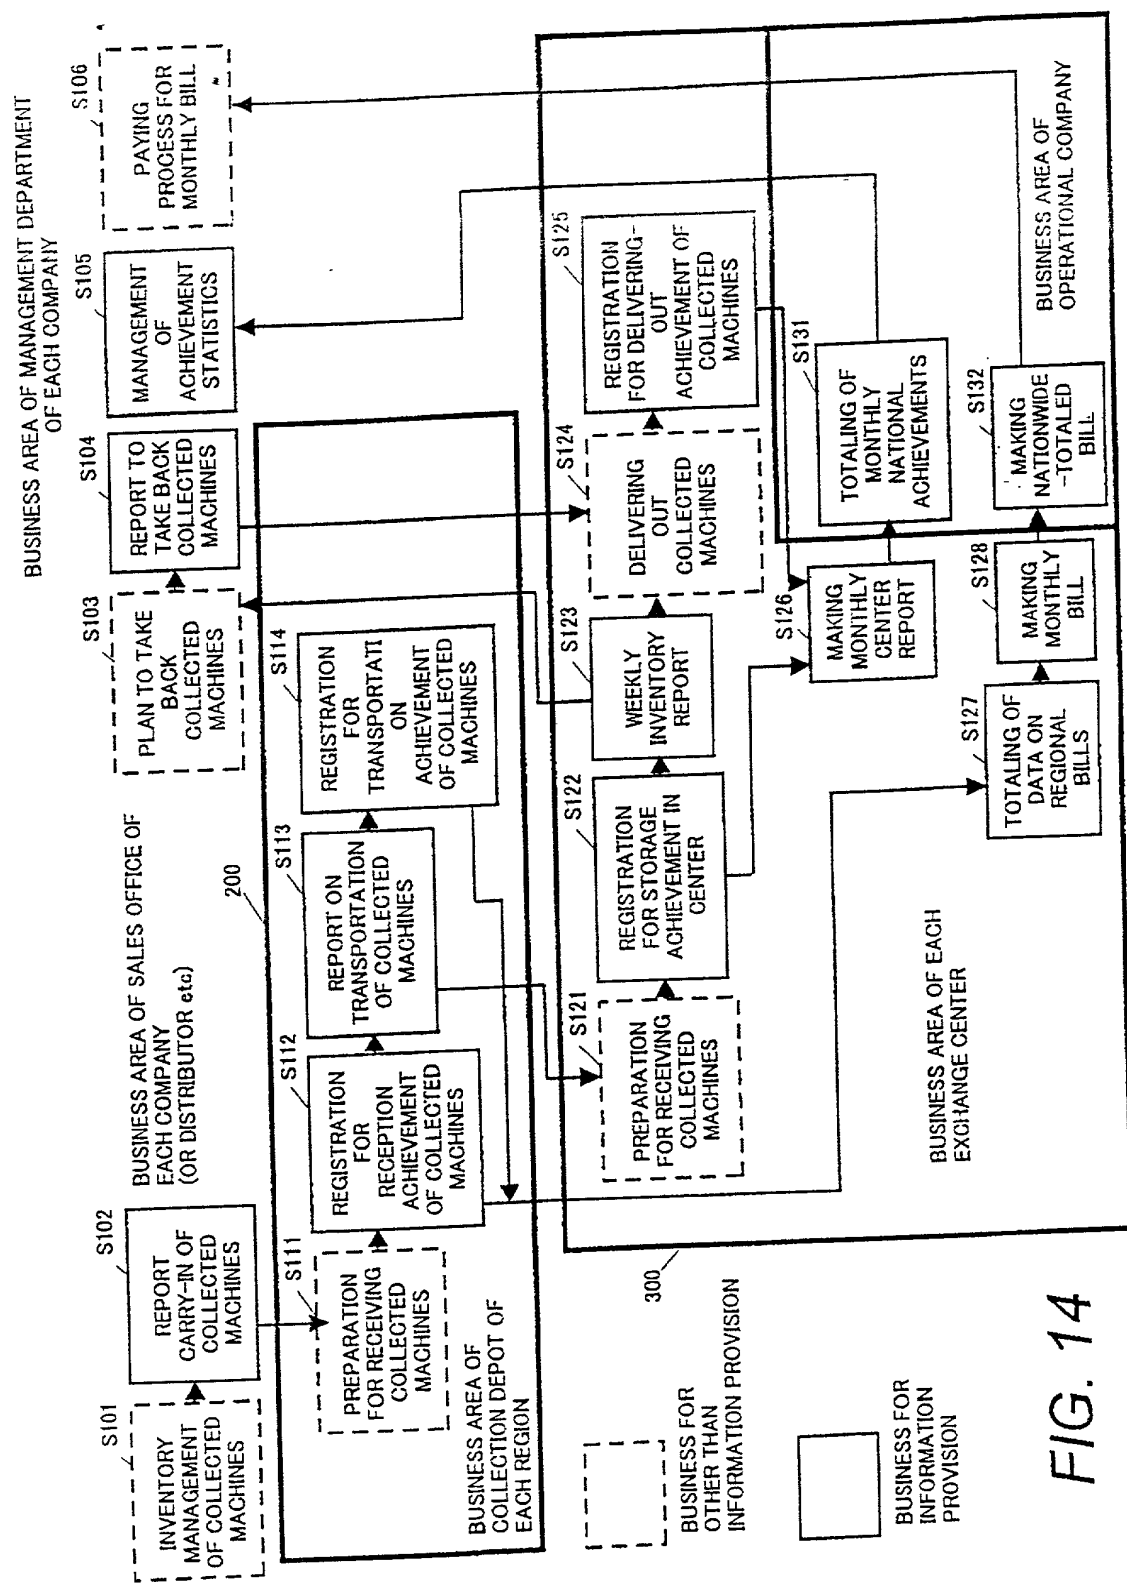 BUSINESS AREA OF MANAGEMENT DEPARTMENT
OF EACH COMPANY
BUSINESS AREA OF SALES OFFICE OF
EACH COMPANY
(OR DISTRIBUTOR etc)
S101
INVENTORY
MANAGEMENT
OF COLLECTED
MACHINES
S102
REPORT
CARRY-IN OF
COLLECTED
MACHINES
S103
PLAN TO TAKE
BACK
COLLECTED
MACHINES
S104
REPORT TO
TAKE BACK
COLLECTED
MACHINES
S105
MANAGEMENT
OF
ACHIEVEMENT
STATISTICS
S106
PAYING
PROCESS FOR
MONTHLY BILL
200
S111
PREPARATION
FOR RECEIVING
COLLECTED
MACHINES
S112
REGISTRATION
FOR
RECEPTION
ACHIEVEMENT
OF COLLECTED
MACHINES
S113
REPORT ON
TRANSPORTATION
OF COLLECTED
MACHINES
S114
REGISTRATION
FOR
TRANSPORTATI
ON
ACHIEVEMENT
OF COLLECTED
MACHINES
BUSINESS AREA OF
COLLECTION DEPOT OF
EACH REGION
300
S121
PREPARATION
FOR RECEIVING
COLLECTED
MACHINES
S122
REGISTRATION
FOR STORAGE
ACHIEVEMENT IN
CENTER
S123
WEEKLY
INVENTORY
REPORT
S124
DELIVERING
OUT
COLLECTED
MACHINES
S125
REGISTRATION
FOR DELIVERING-
OUT
ACHIEVEMENT OF
COLLECTED
MACHINES
S126
MAKING
MONTHLY
CENTER
REPORT
S131
TOTALING OF
MONTHLY
NATIONAL
ACHIEVEMENTS
S127
TOTALING OF
DATA ON
REGIONAL
BILLS
S128
MAKING
MONTHLY
BILL
S132
MAKING
NATIONWIDE
-TOTALED
BILL
BUSINESS AREA OF EACH
EXCHANGE CENTER
BUSINESS AREA OF
OPERATIONAL COMPANY
BUSINESS FOR
OTHER THAN
INFORMATION PROVISION
BUSINESS FOR
INFORMATION
PROVISION
FIG. 14